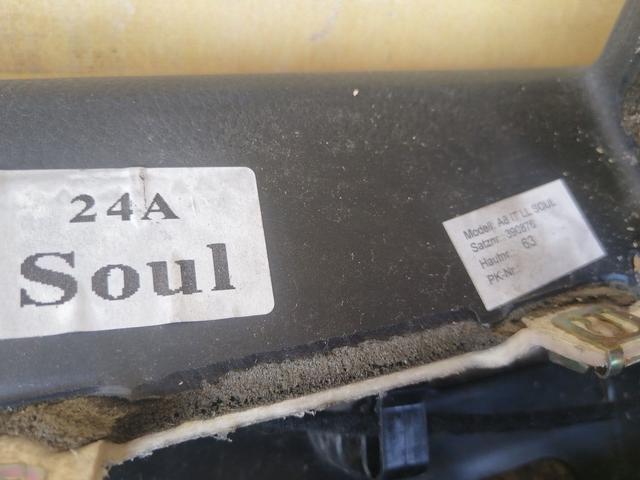 24A
Soul
Modell: A8 IT LL SOUL
Satznr.: 390876
Hautnr.: 63
PK-Nr.